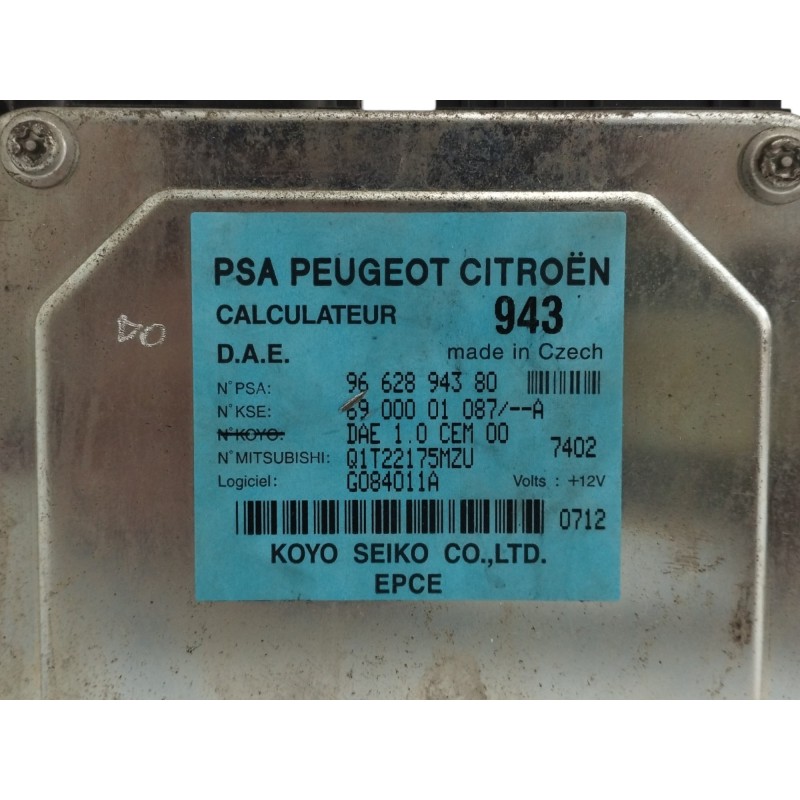 PSA PEUGEOT CITROËN
CALCULATEUR 943
D.A.E. made in Czech
N°PSA: 96 628 943 80
N°KSE: 69 000 01 087/--A
N°KOYO: DAE 1.0 CEM 00
N°MITSUBISHI: Q1T22175MZU 7402
Logiciel: G084011A Volts : +12V
0712
KOYO SEIKO CO.,LTD.
EPCE